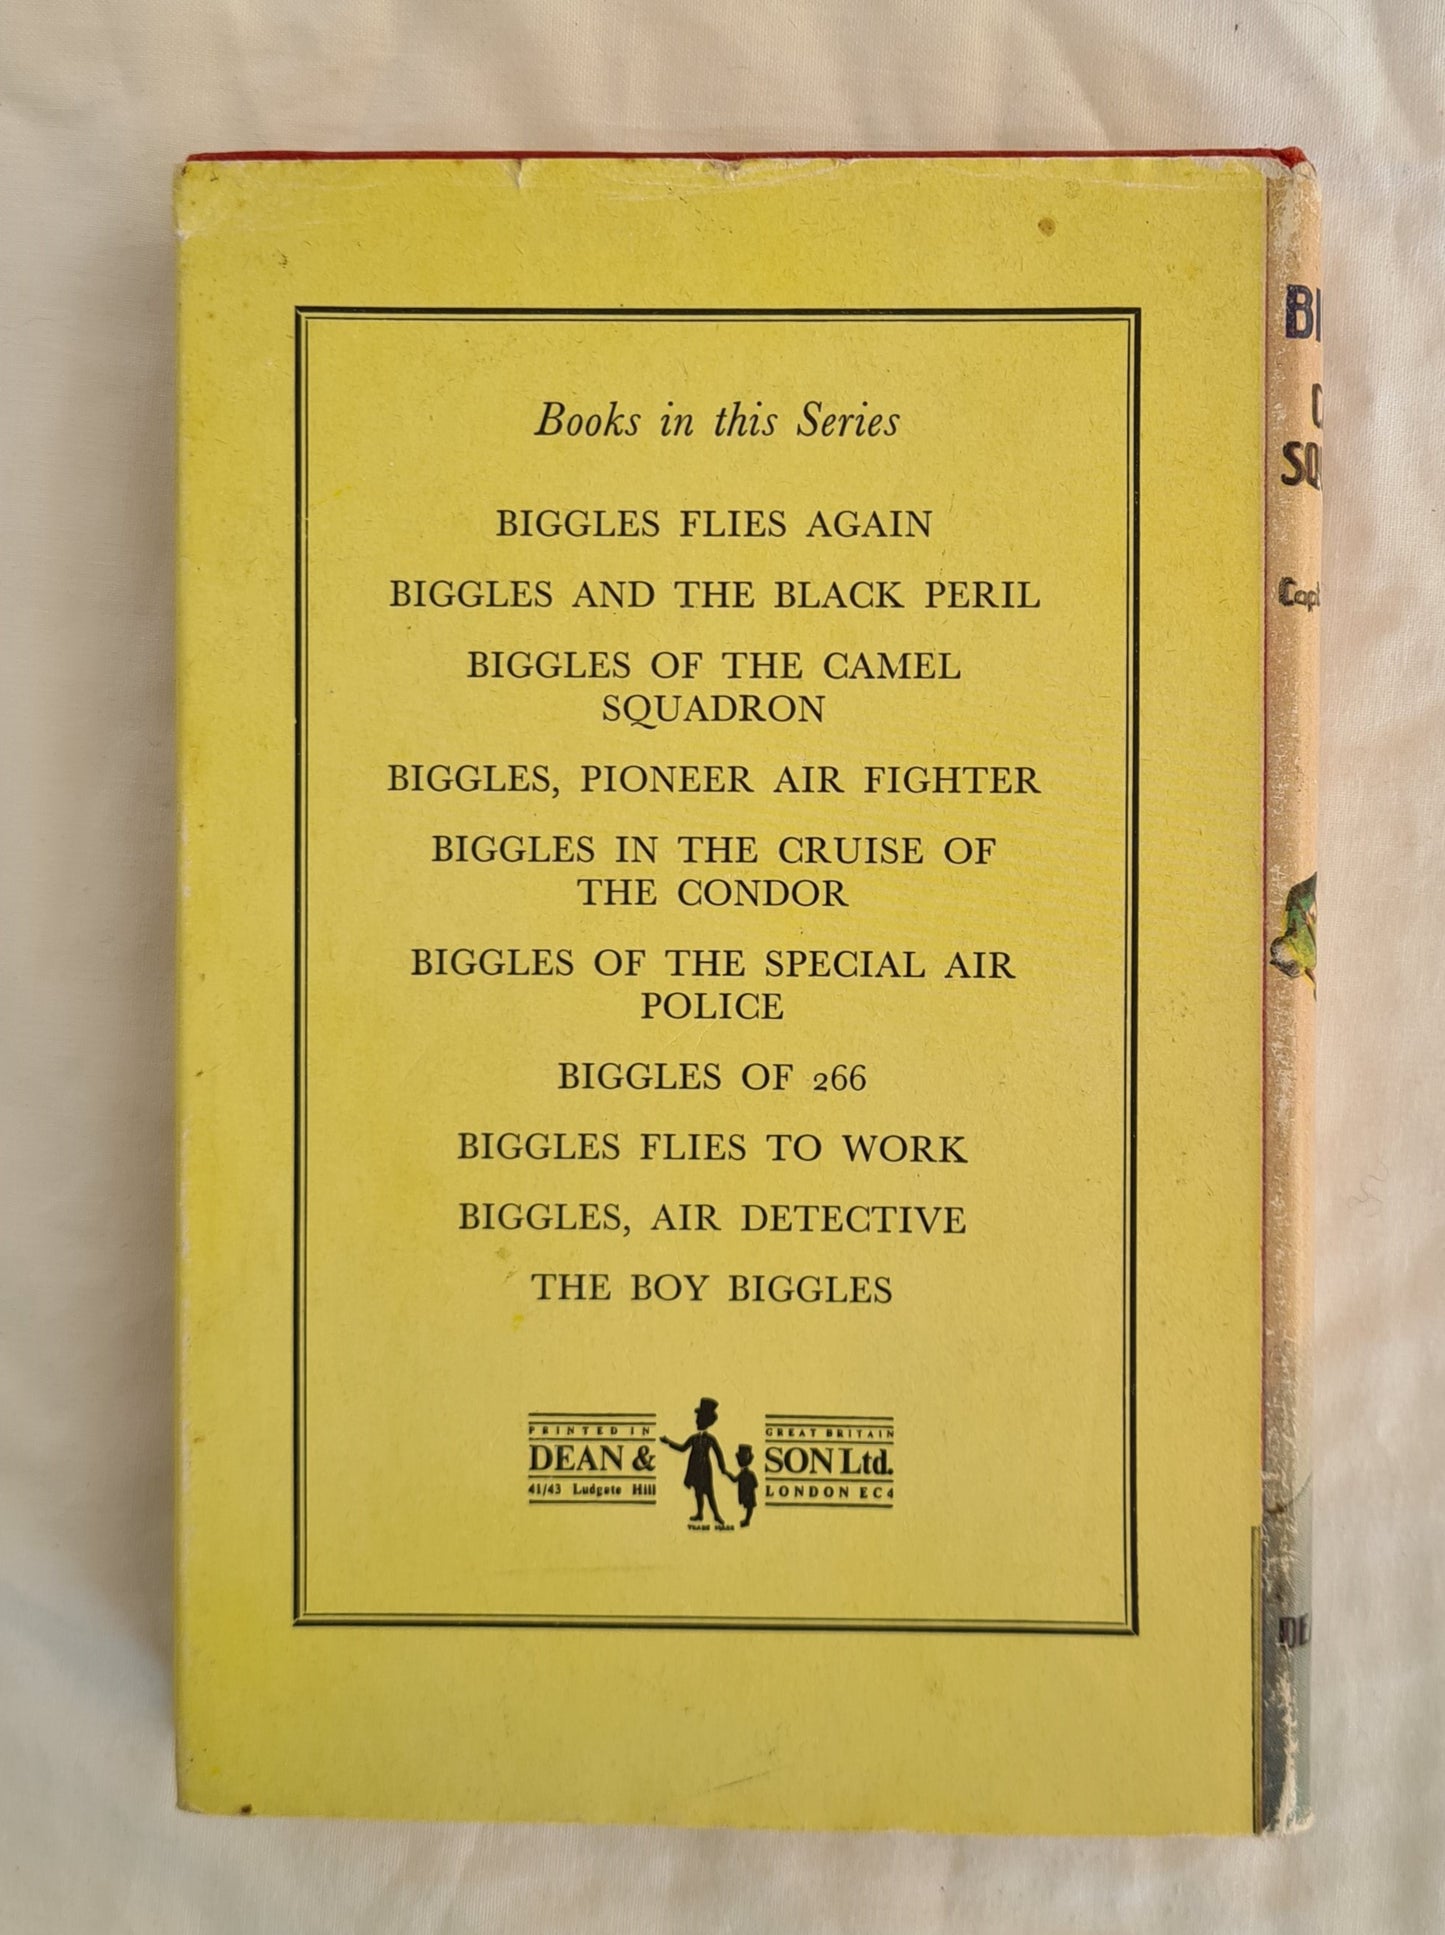 Books in this Series
BIGGLES FLIES AGAIN
BIGGLES AND THE BLACK PERIL
BIGGLES OF THE CAMEL
SQUADRON
BIGGLES, PIONEER AIR FIGHTER
BIGGLES IN THE CRUISE OF
THE CONDOR
BIGGLES OF THE SPECIAL AIR
POLICE
BIGGLES OF 266
BIGGLES FLIES TO WORK
BIGGLES, AIR DETECTIVE
THE BOY BIGGLES
PRINTED IN GREAT BRITAIN
DEAN & SON Ltd.
41/43 Ludgate Hill LONDON EC4
TRADE MARK